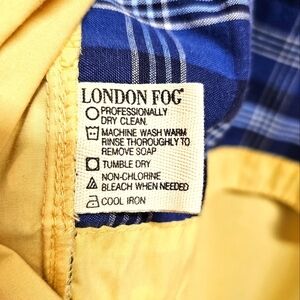 LONDON FOG®
PROFESSIONALLY
DRY CLEAN.
MACHINE WASH WARM
RINSE THOROUGHLY TO
REMOVE SOAP
TUMBLE DRY
NON-CHLORINE
BLEACH WHEN NEEDED
COOL IRON